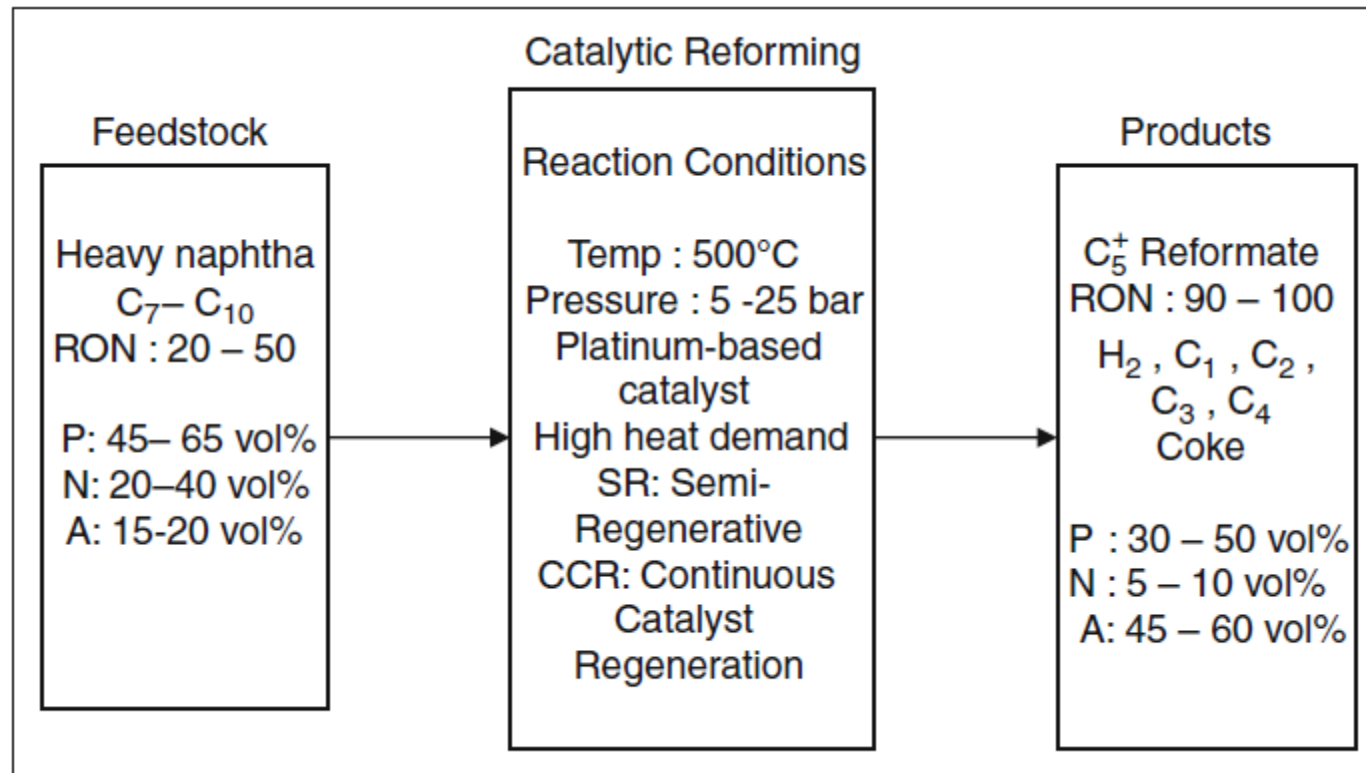 Catalytic Reforming
Feedstock
Heavy naphtha
C₇– C₁₀
RON : 20 – 50
P: 45– 65 vol%
N: 20–40 vol%
A: 15-20 vol%
Reaction Conditions
Temp : 500°C
Pressure : 5 -25 bar
Platinum-based
catalyst
High heat demand
SR: Semi-
Regenerative
CCR: Continuous
Catalyst
Regeneration
Products
C₅⁺ Reformate
RON : 90 – 100
H₂ , C₁ , C₂ ,
C₃ , C₄
Coke
P : 30 – 50 vol%
N : 5 – 10 vol%
A: 45 – 60 vol%